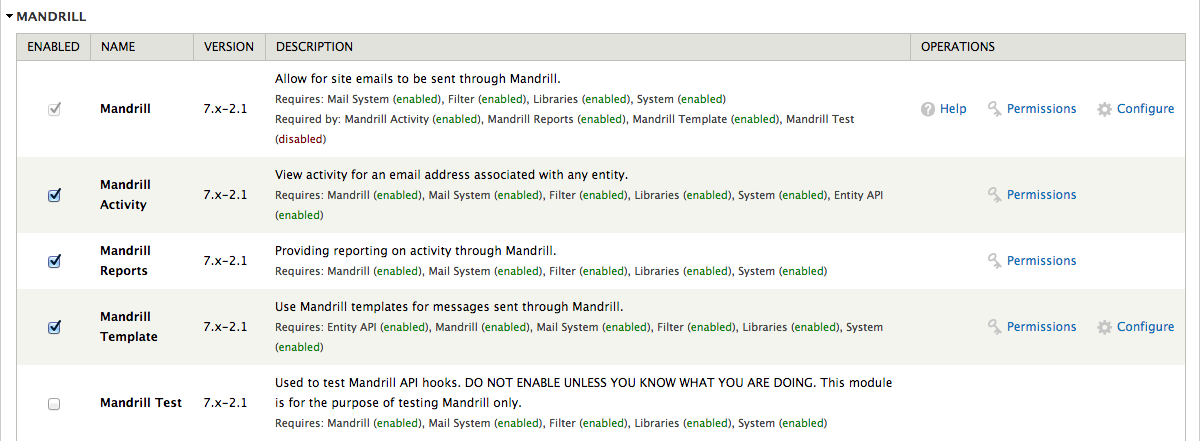 MANDRILL
ENABLED NAME VERSION DESCRIPTION OPERATIONS
Allow for site emails to be sent through Mandrill.
Requires: Mail System (enabled), Filter (enabled), Libraries (enabled), System (enabled)
Mandrill 7.x-2.1 Help Permissions Configure
Required by: Mandrill Activity (enabled), Mandrill Reports (enabled), Mandrill Template (enabled), Mandrill Test
(disabled)
View activity for an email address associated with any entity.
Mandrill
Activity
7.x-2.1
Requires: Mandrill (enabled), Mail System (enabled), Filter (enabled), Libraries (enabled), System (enabled), Entity API
(enabled)
Permissions
Mandrill
Reports
7.x-2.1
Providing reporting on activity through Mandrill.
Requires: Mandrill (enabled), Mail System (enabled), Filter (enabled), Libraries (enabled), System (enabled)
Permissions
Mandrill
Template
7.x-2.1
Use Mandrill templates for messages sent through Mandrill.
Requires: Entity API (enabled), Mandrill (enabled), Mail System (enabled), Filter (enabled), Libraries (enabled), System
(enabled)
Permissions Configure
Mandrill Test 7.x-2.1
Used to test Mandrill API hooks. DO NOT ENABLE UNLESS YOU KNOW WHAT YOU ARE DOING. This module
is for the purpose of testing Mandrill only.
Requires: Mandrill (enabled), Mail System (enabled), Filter (enabled), Libraries (enabled), System (enabled)